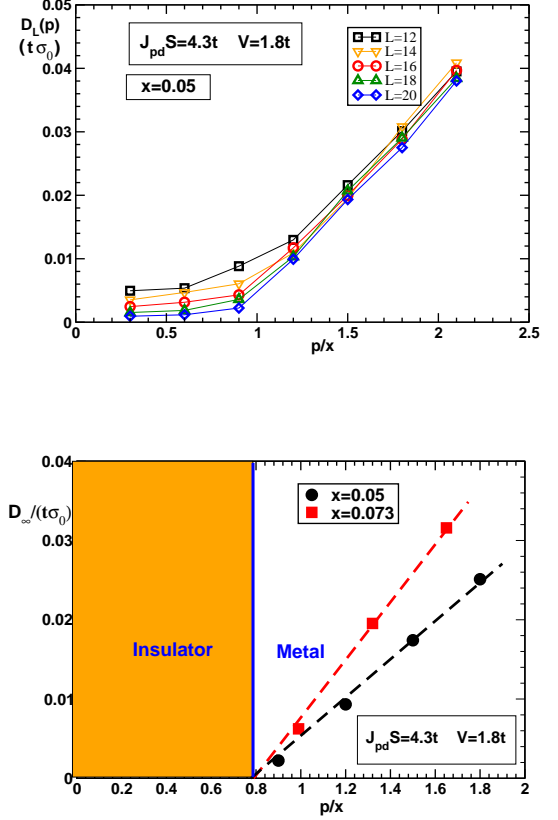 0.05
D_L(p)
(tσ_0)
J_pd S=4.3t V=1.8t
x=0.05
L=12
L=14
L=16
L=18
L=20
0.04
0.03
0.02
0.01
0
0 0.5 1 1.5 2 2.5
p/x
0.04
D_∞/(tσ_0)
x=0.05
x=0.073
0.03
0.02
Insulator Metal
0.01
J_pd S=4.3t V=1.8t
0
0 0.2 0.4 0.6 0.8 1 1.2 1.4 1.6 1.8 2
p/x